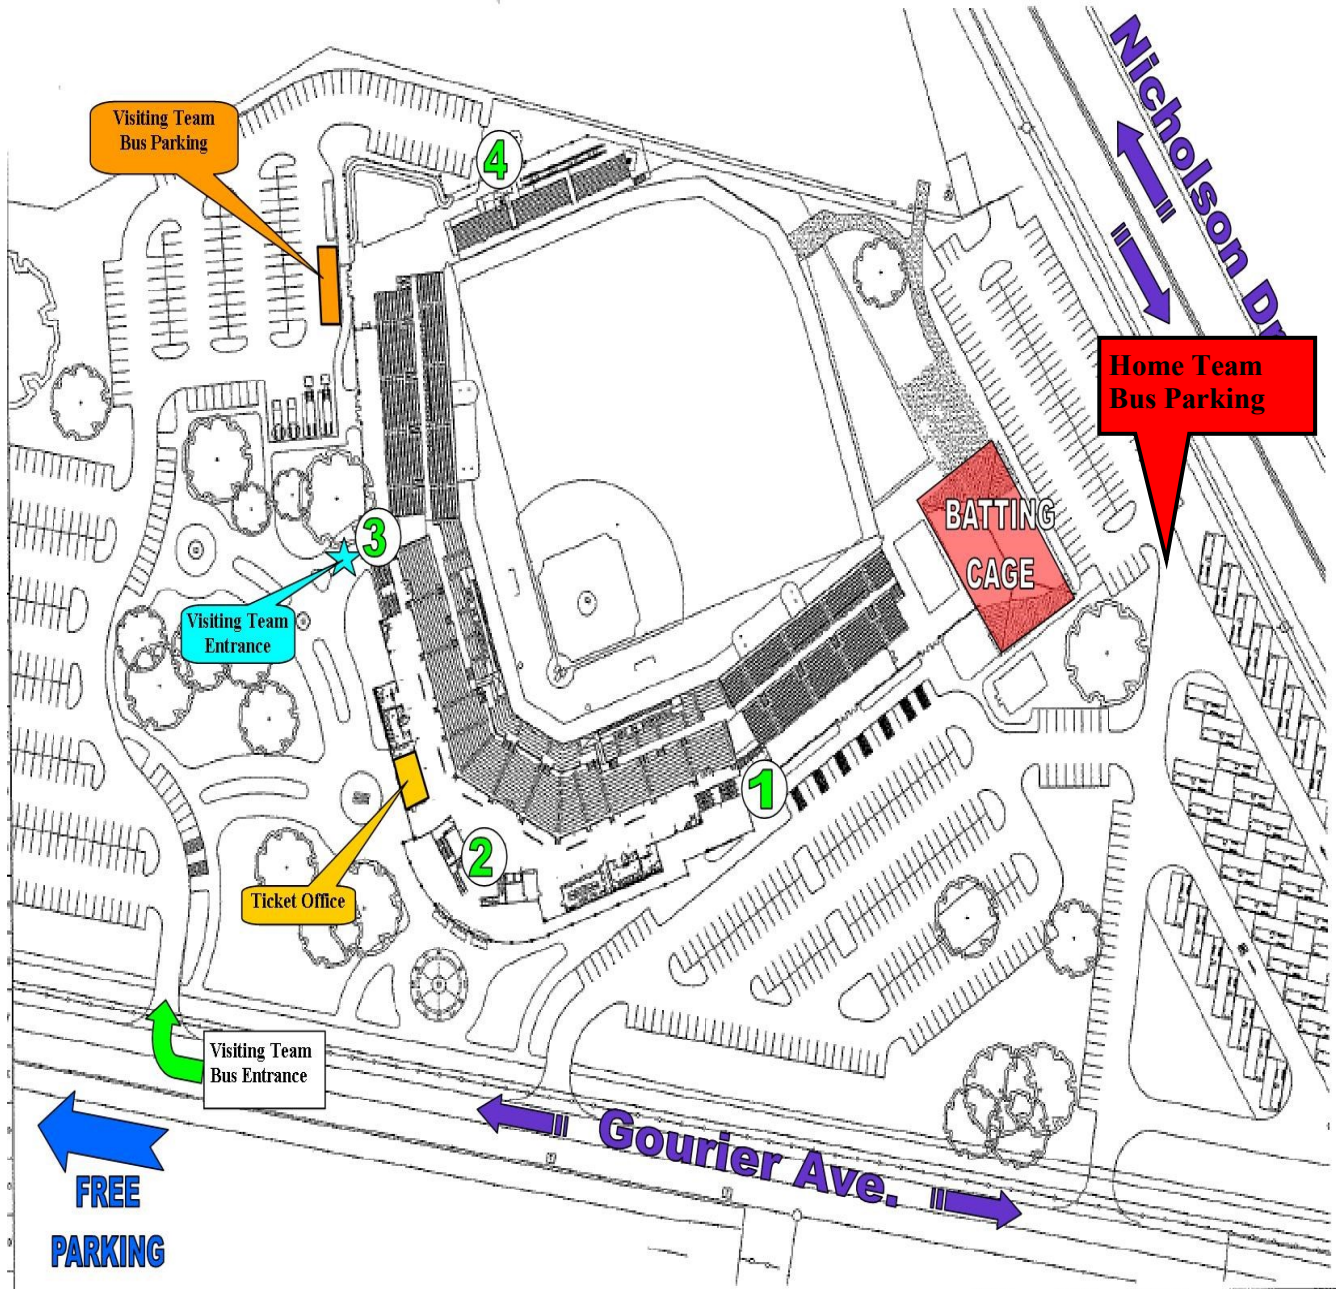 Nicholson Dr
Visiting Team
Bus Parking
4
Home Team
Bus Parking
BATTING
CAGE
3
Visiting Team
Entrance
1
2
Ticket Office
Visiting Team
Bus Entrance
Gourier Ave.
FREE
PARKING